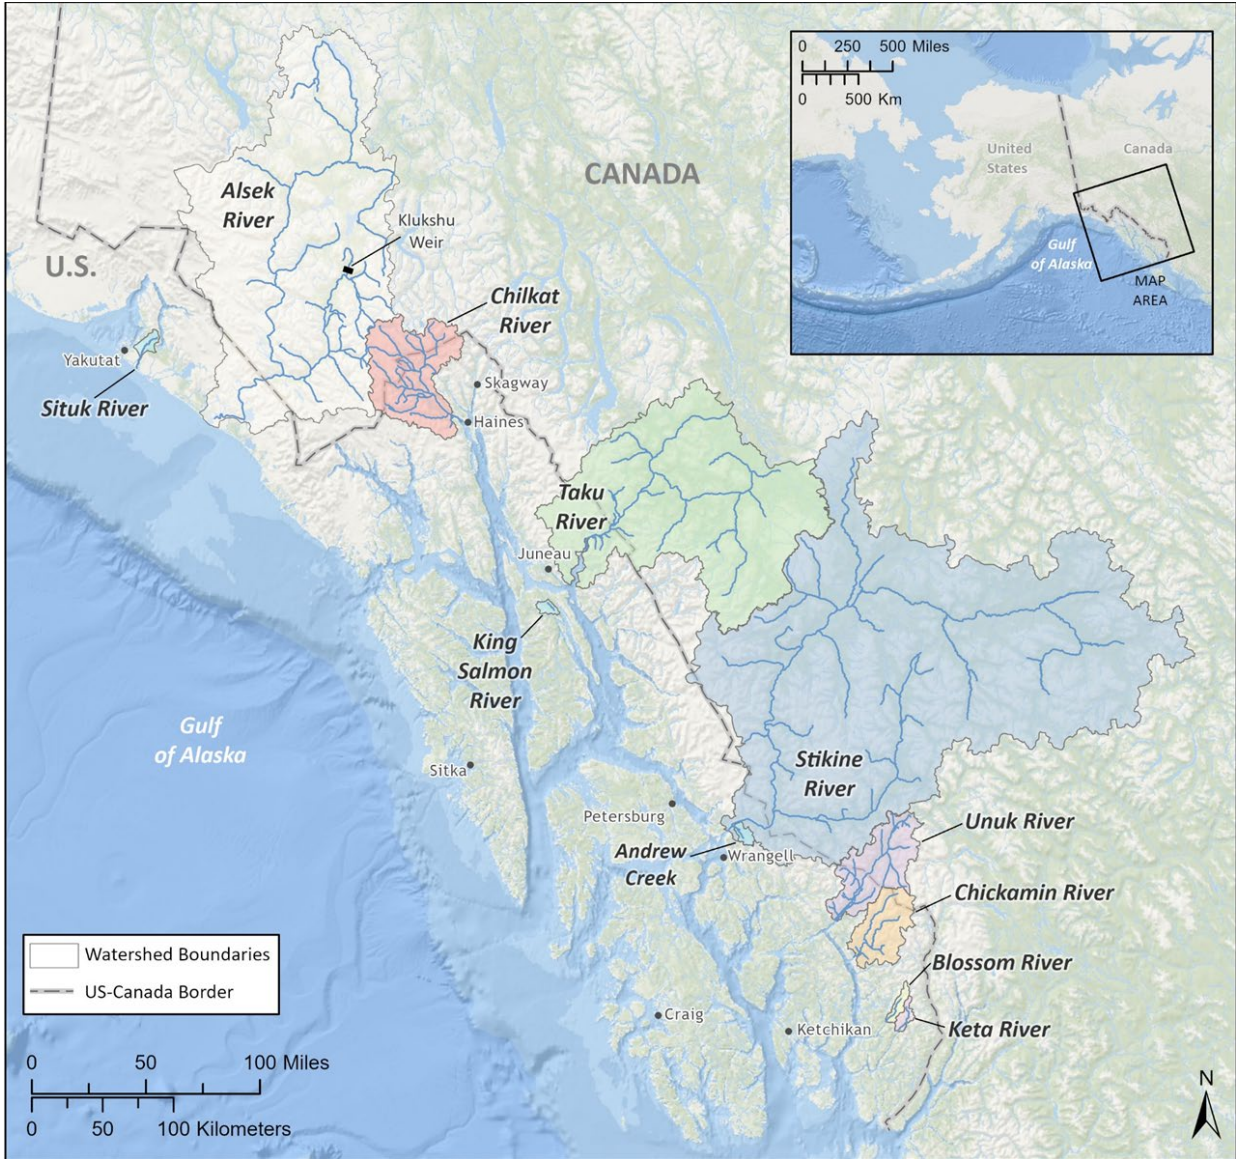 0 250 500 Miles
0 500 Km
United
States
Canada
Gulf
of Alaska
MAP
AREA
CANADA
U.S.
Alsek
River
Klukshu
Weir
Chilkat
River
Yakutat
Situk River
Skagway
Haines
Taku
River
Juneau
King
Salmon
River
Gulf
of Alaska
Sitka
Stikine
River
Petersburg
Andrew
Creek
Wrangell
Unuk River
Chickamin River
Blossom River
Keta River
Craig
Ketchikan
Watershed Boundaries
US-Canada Border
0 50 100 Miles
0 50 100 Kilometers
N